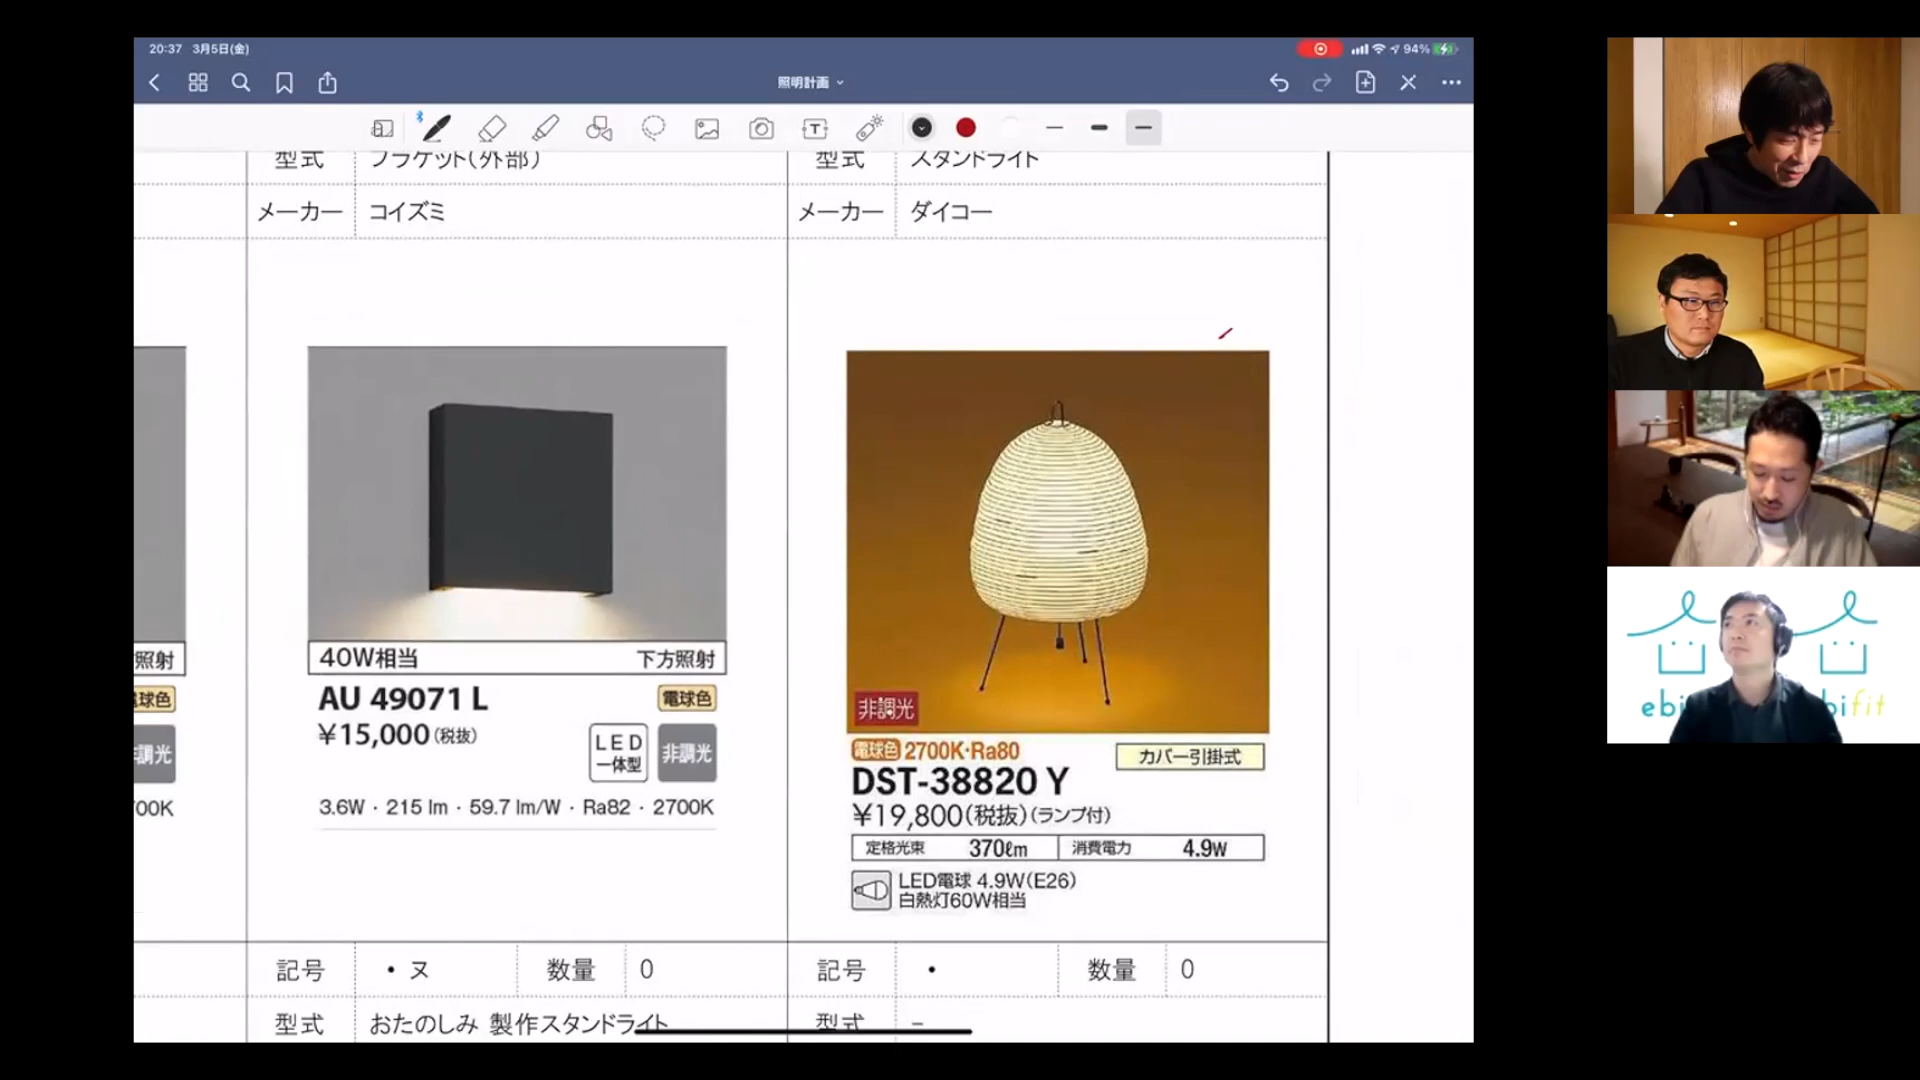 20:37 3月5日(金)
94%
照明計画
型式 ブラケット(外部)
型式 スタンドライト
メーカー コイズミ
メーカー ダイコー
照射
電球色
非調光
700K
40W相当 下方照射
AU 49071 L 電球色
¥15,000(税抜)
LED一体型 非調光
3.6W・215 lm・59.7 lm/W・Ra82・2700K
非調光
電球色 2700K・Ra80 カバー引掛式
DST-38820 Y
¥19,800(税抜)(ランプ付)
定格光束 370ℓm 消費電力 4.9W
LED電球 4.9W(E26)
白熱灯60W相当
記号 ・ヌ 数量 0
記号 ・ 数量 0
型式 おたのしみ 製作スタンドライト
型式 –
ebi
bifit